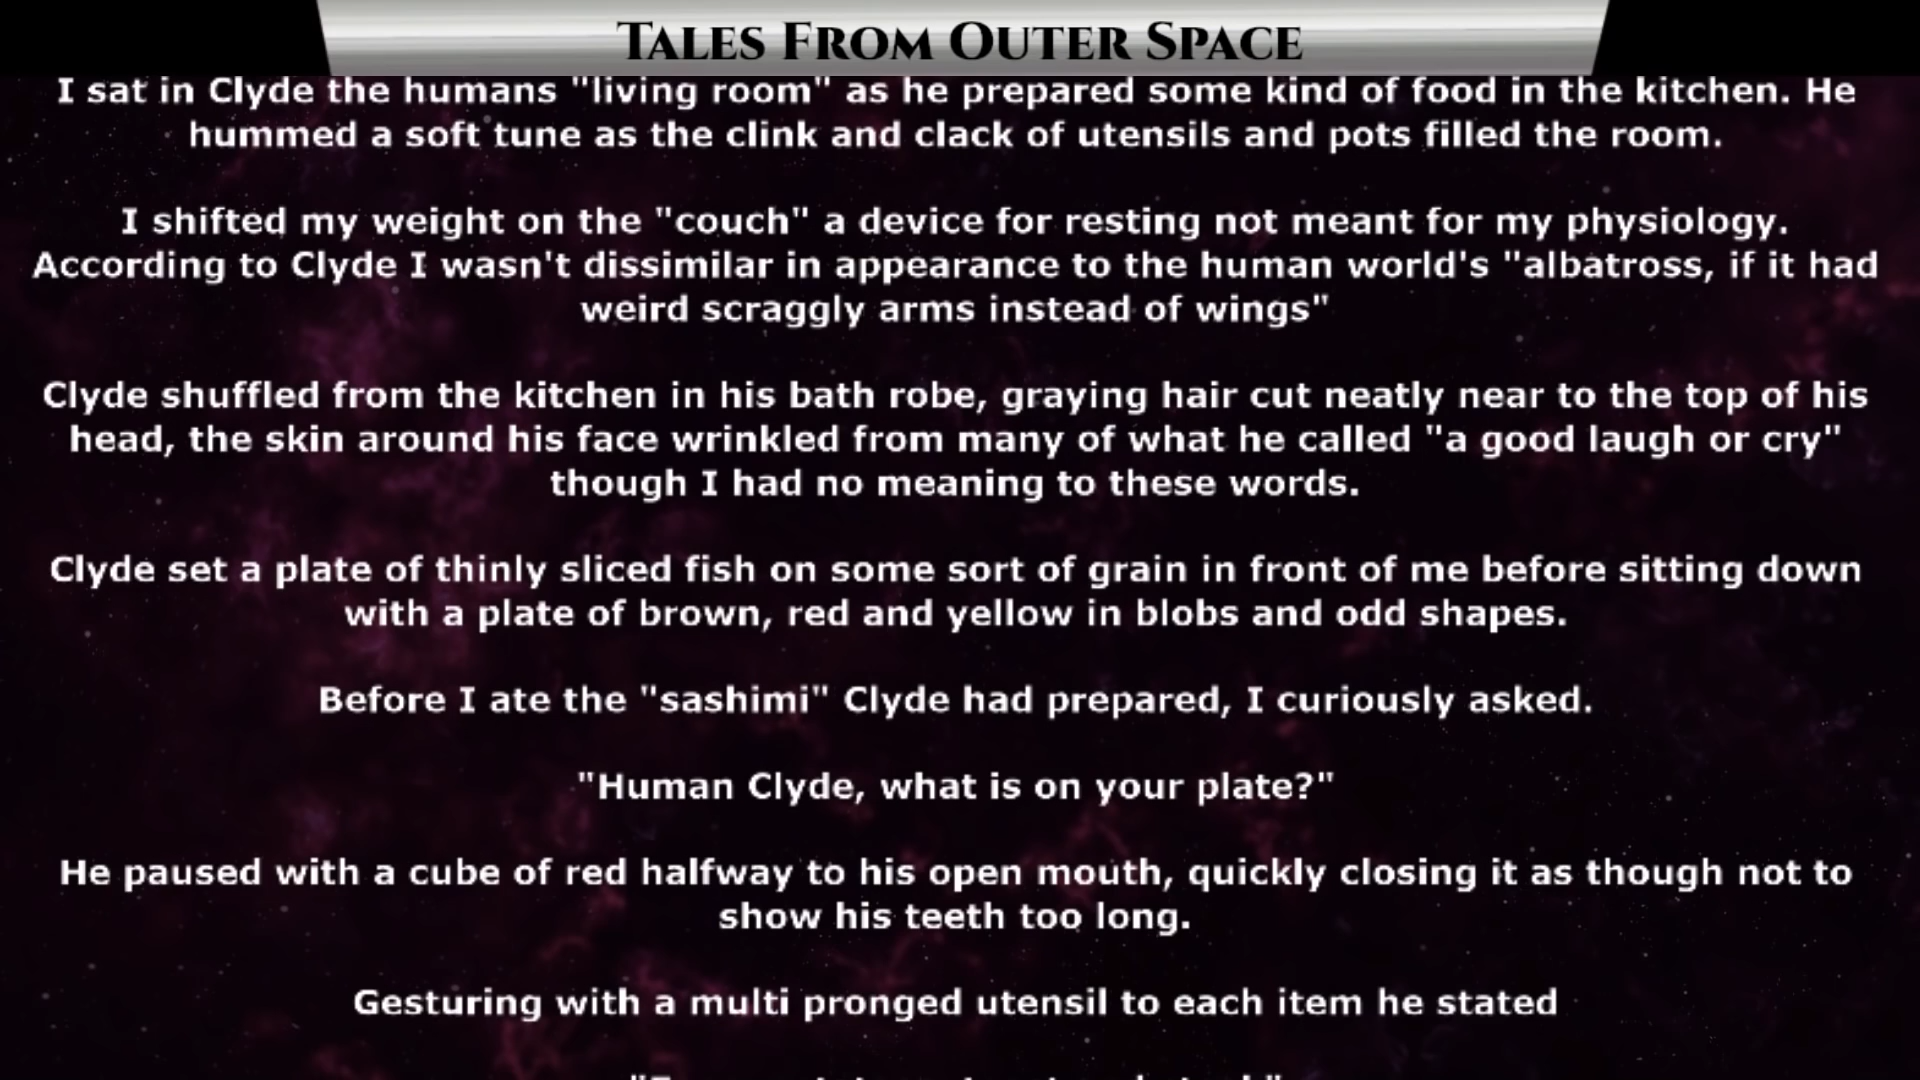 Tales From Outer Space
I sat in Clyde the humans "living room" as he prepared some kind of food in the kitchen. He
hummed a soft tune as the clink and clack of utensils and pots filled the room.
I shifted my weight on the "couch" a device for resting not meant for my physiology.
According to Clyde I wasn't dissimilar in appearance to the human world's "albatross, if it had
weird scraggly arms instead of wings"
Clyde shuffled from the kitchen in his bath robe, graying hair cut neatly near to the top of his
head, the skin around his face wrinkled from many of what he called "a good laugh or cry"
though I had no meaning to these words.
Clyde set a plate of thinly sliced fish on some sort of grain in front of me before sitting down
with a plate of brown, red and yellow in blobs and odd shapes.
Before I ate the "sashimi" Clyde had prepared, I curiously asked.
"Human Clyde, what is on your plate?"
He paused with a cube of red halfway to his open mouth, quickly closing it as though not to
show his teeth too long.
Gesturing with a multi pronged utensil to each item he stated